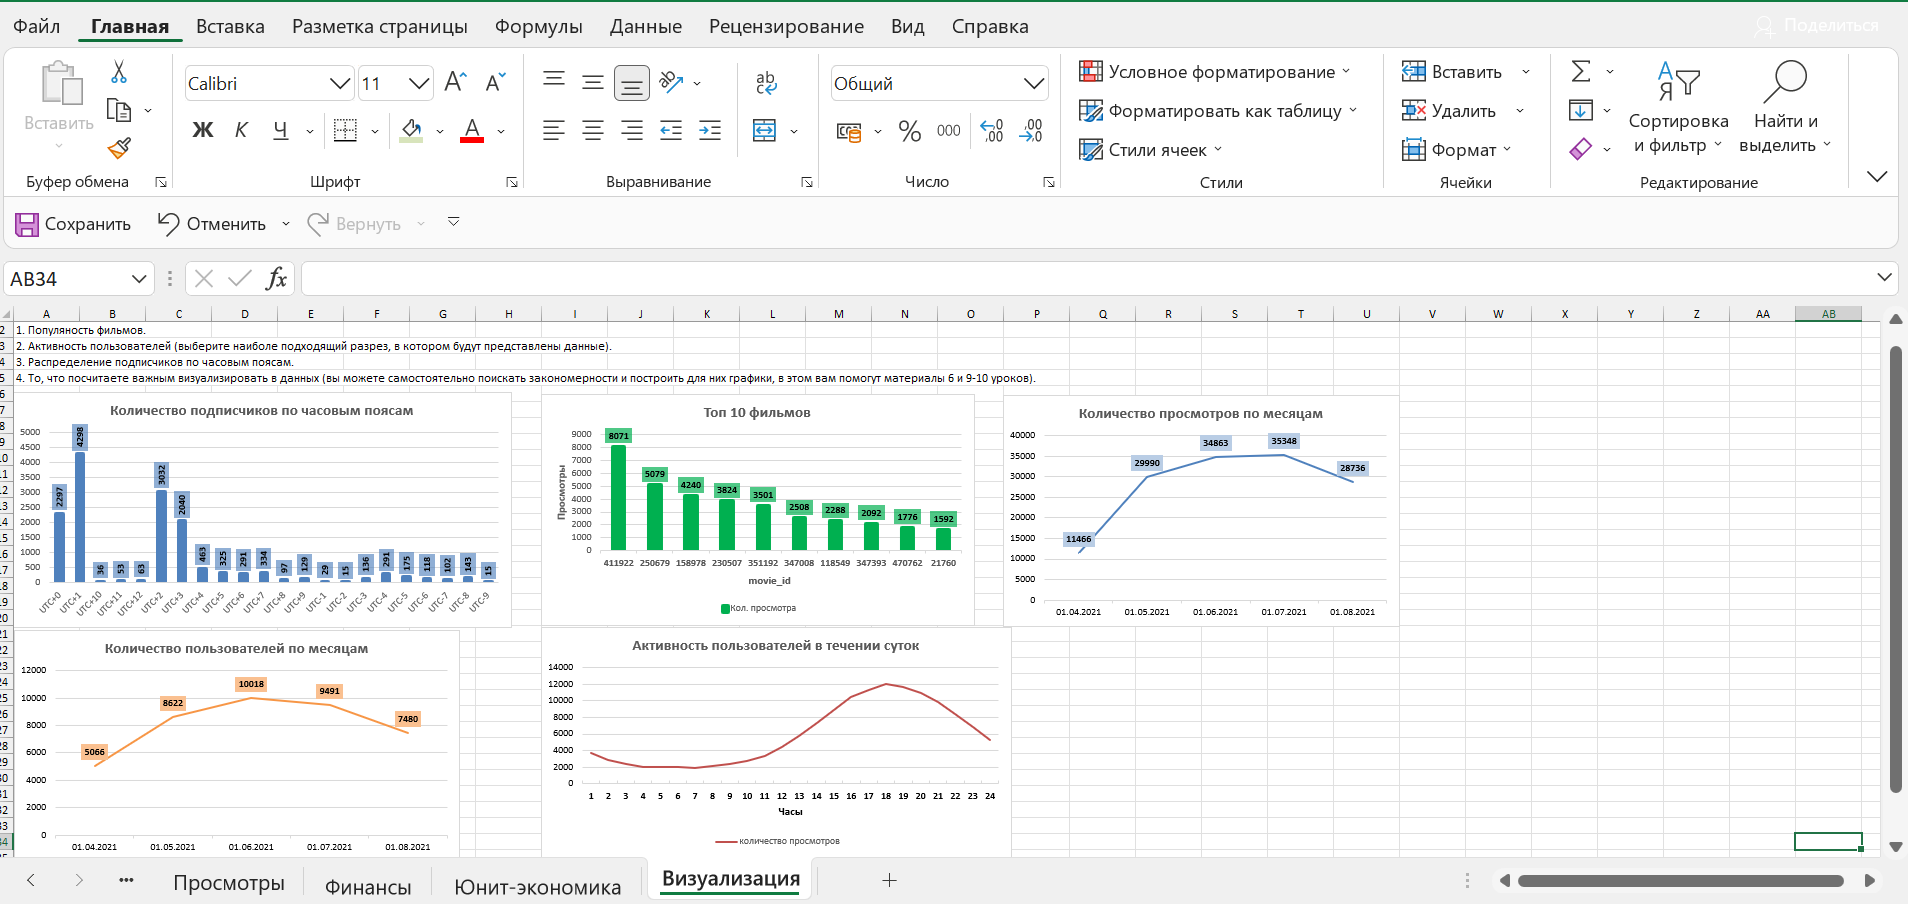 Файл Главная Вставка Разметка страницы Формулы Данные Рецензирование Вид Справка Поделиться
Вставить
Буфер обмена
Calibri 11
Ж К Ч
Шрифт
ab
c
Выравнивание
Общий
% 000
Число
Условное форматирование
Форматировать как таблицу
Стили ячеек
Стили
Вставить
Удалить
Формат
Ячейки
Сортировка и фильтр
Найти и выделить
Редактирование
Сохранить Отменить Вернуть
AB34 fx
A B C D E F G H I J K L M N O P Q R S T U V W X Y Z AA AB
1. Популяность фильмов.
2. Активность пользователей (выберите наиболе подходящий разрез, в котором будут представлены данные).
3. Распределение подписчиков по часовым поясам.
4. То, что посчитаете важным визуализировать в данных (вы можете самостоятельно поискать закономерности и построить для них графики, в этом вам помогут материалы 6 и 9-10 уроков).
Количество подписчиков по часовым поясам
5000
4500
4000
3500
3000
2500
2000
1500
1000
500
0
2297 4298 36 53 63 3032 2040 463 325 291 334 97 129 29 15 136 291 175 118 102 143 15
UTC+0 UTC+1 UTC+10 UTC+11 UTC+12 UTC+2 UTC+3 UTC+4 UTC+5 UTC+6 UTC+7 UTC+8 UTC+9 UTC-1 UTC-2 UTC-3 UTC-4 UTC-5 UTC-6 UTC-7 UTC-8 UTC-9
Топ 10 фильмов
Просмотры
9000
8000
7000
6000
5000
4000
3000
2000
1000
0
8071 5079 4240 3824 3501 2508 2288 2092 1776 1592
411922 250679 158978 230507 351192 347008 118549 347393 470762 21760
movie_id
Кол. просмотра
Количество просмотров по месяцам
40000
35000
30000
25000
20000
15000
10000
5000
0
11466 29990 34863 35348 28736
01.04.2021 01.05.2021 01.06.2021 01.07.2021 01.08.2021
Количество пользователей по месяцам
12000
10000
8000
6000
4000
2000
0
5066 8622 10018 9491 7480
01.04.2021 01.05.2021 01.06.2021 01.07.2021 01.08.2021
Активность пользователей в течении суток
14000
12000
10000
8000
6000
4000
2000
0
1 2 3 4 5 6 7 8 9 10 11 12 13 14 15 16 17 18 19 20 21 22 23 24
Часы
количество просмотров
Просмотры Финансы Юнит-экономика Визуализация